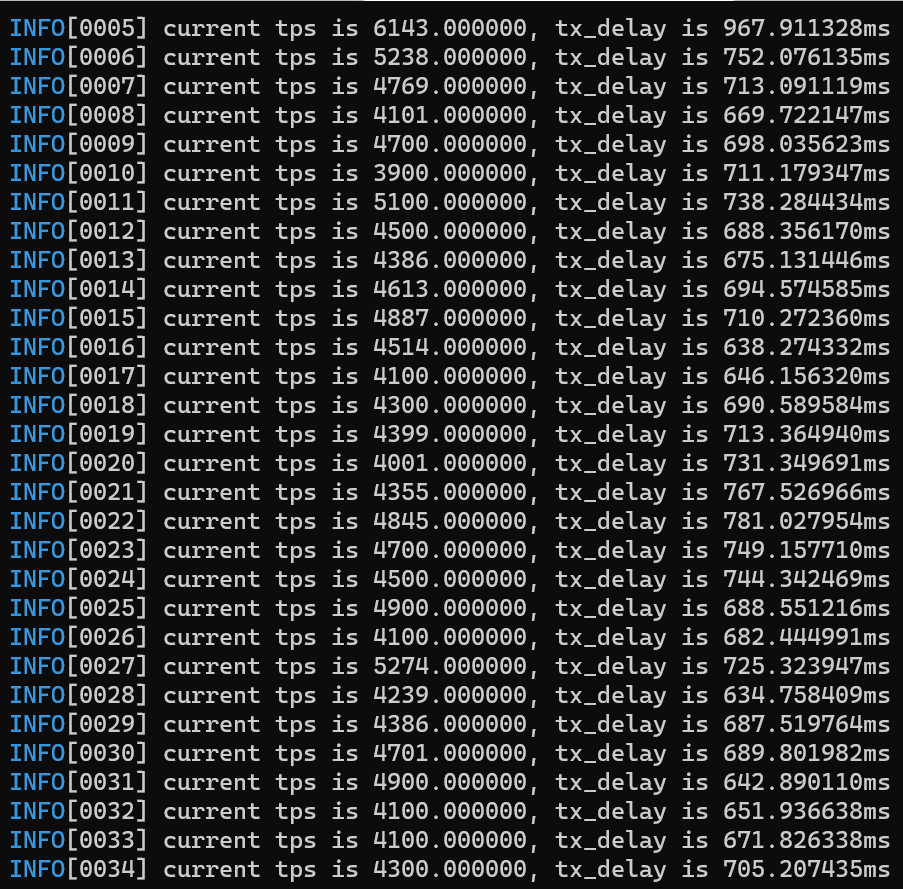 INFO[0005] current tps is 6143.000000, tx_delay is 967.911328ms
INFO[0006] current tps is 5238.000000, tx_delay is 752.076135ms
INFO[0007] current tps is 4769.000000, tx_delay is 713.091119ms
INFO[0008] current tps is 4101.000000, tx_delay is 669.722147ms
INFO[0009] current tps is 4700.000000, tx_delay is 698.035623ms
INFO[0010] current tps is 3900.000000, tx_delay is 711.179347ms
INFO[0011] current tps is 5100.000000, tx_delay is 738.284434ms
INFO[0012] current tps is 4500.000000, tx_delay is 688.356170ms
INFO[0013] current tps is 4386.000000, tx_delay is 675.131446ms
INFO[0014] current tps is 4613.000000, tx_delay is 694.574585ms
INFO[0015] current tps is 4887.000000, tx_delay is 710.272360ms
INFO[0016] current tps is 4514.000000, tx_delay is 638.274332ms
INFO[0017] current tps is 4100.000000, tx_delay is 646.156320ms
INFO[0018] current tps is 4300.000000, tx_delay is 690.589584ms
INFO[0019] current tps is 4399.000000, tx_delay is 713.364940ms
INFO[0020] current tps is 4001.000000, tx_delay is 731.349691ms
INFO[0021] current tps is 4355.000000, tx_delay is 767.526966ms
INFO[0022] current tps is 4845.000000, tx_delay is 781.027954ms
INFO[0023] current tps is 4700.000000, tx_delay is 749.157710ms
INFO[0024] current tps is 4500.000000, tx_delay is 744.342469ms
INFO[0025] current tps is 4900.000000, tx_delay is 688.551216ms
INFO[0026] current tps is 4100.000000, tx_delay is 682.444991ms
INFO[0027] current tps is 5274.000000, tx_delay is 725.323947ms
INFO[0028] current tps is 4239.000000, tx_delay is 634.758409ms
INFO[0029] current tps is 4386.000000, tx_delay is 687.519764ms
INFO[0030] current tps is 4701.000000, tx_delay is 689.801982ms
INFO[0031] current tps is 4900.000000, tx_delay is 642.890110ms
INFO[0032] current tps is 4100.000000, tx_delay is 651.936638ms
INFO[0033] current tps is 4100.000000, tx_delay is 671.826338ms
INFO[0034] current tps is 4300.000000, tx_delay is 705.207435ms